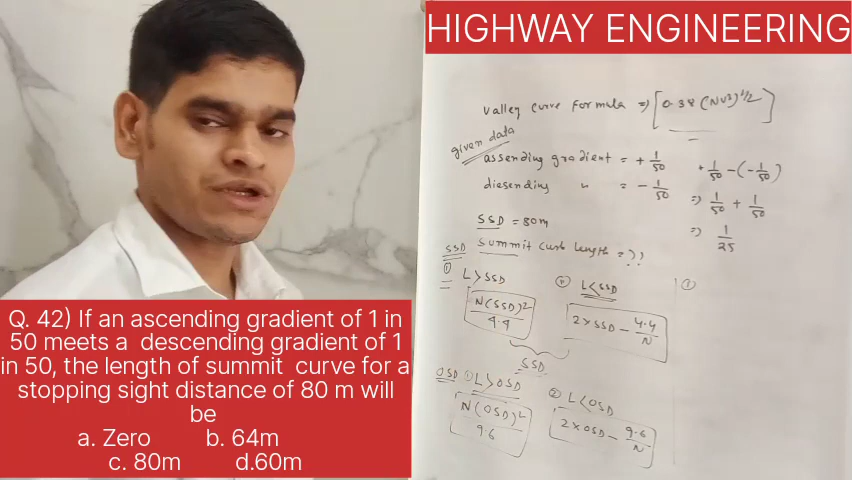 HIGHWAY ENGINEERING
valley curve formula ⇒ [0.38 (NV³)^1/2]
given data
assending gradient = + 1/50
+ 1/50 - (- 1/50)
diesending " = - 1/50
⇒ 1/50 + 1/50
SSD = 80m
⇒ 1/25
SSD summit curb length = ??
① L > SSD
② L < SSD
N(SSD)² / 4.4
2 x SSD - 4.4/N
SSD
OSD ① L > OSD
② L < OSD
N(OSD)² / 9.6
2 x OSD - 9.6/N
Q. 42) If an ascending gradient of 1 in
50 meets a descending gradient of 1
in 50, the length of summit curve for a
stopping sight distance of 80 m will
be
a. Zero b. 64m
c. 80m d.60m